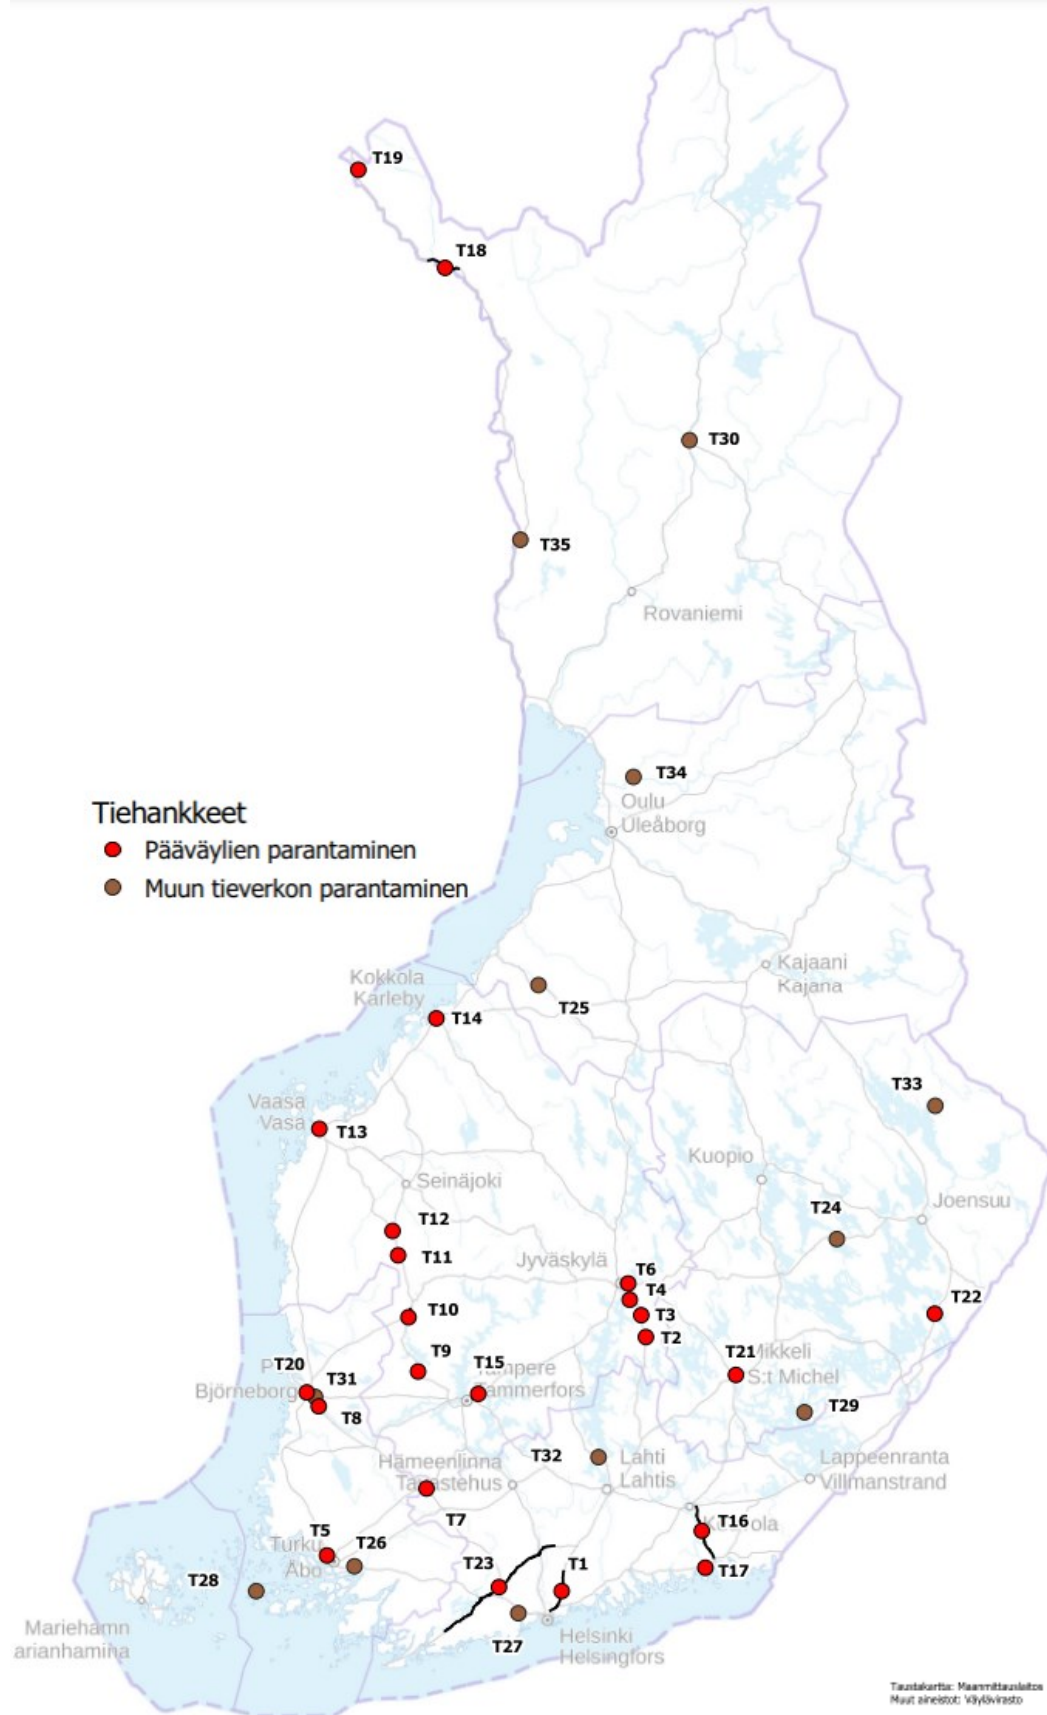 T19
T18
T30
T35
Rovaniemi
T34
Oulu
Uleåborg
Tiehankkeet
Pääväylien parantaminen
Muun tieverkon parantaminen
Kajaani
Kajana
Kokkola
Karleby
T25
T14
T33
Vaasa
Vasa
T13
Kuopio
Seinäjoki
Joensuu
T24
T12
T11
Jyväskylä
T6
T4
T3
T2
T22
T10
T9
T21
S:t Michel
T20
T31
Björneborg
T8
T15
T29
T32
Hämeenlinna
Lahti
Lahtis
Lappeenranta
Villmanstrand
T7
T16
T5
Turku
Åbo
T26
T17
T23
T1
T28
T27
Mariehamn
arianhamina
Helsinki
Helsingfors
Taustakartta: Maanmittauslaitos
Muut aineistot: Väylävirasto